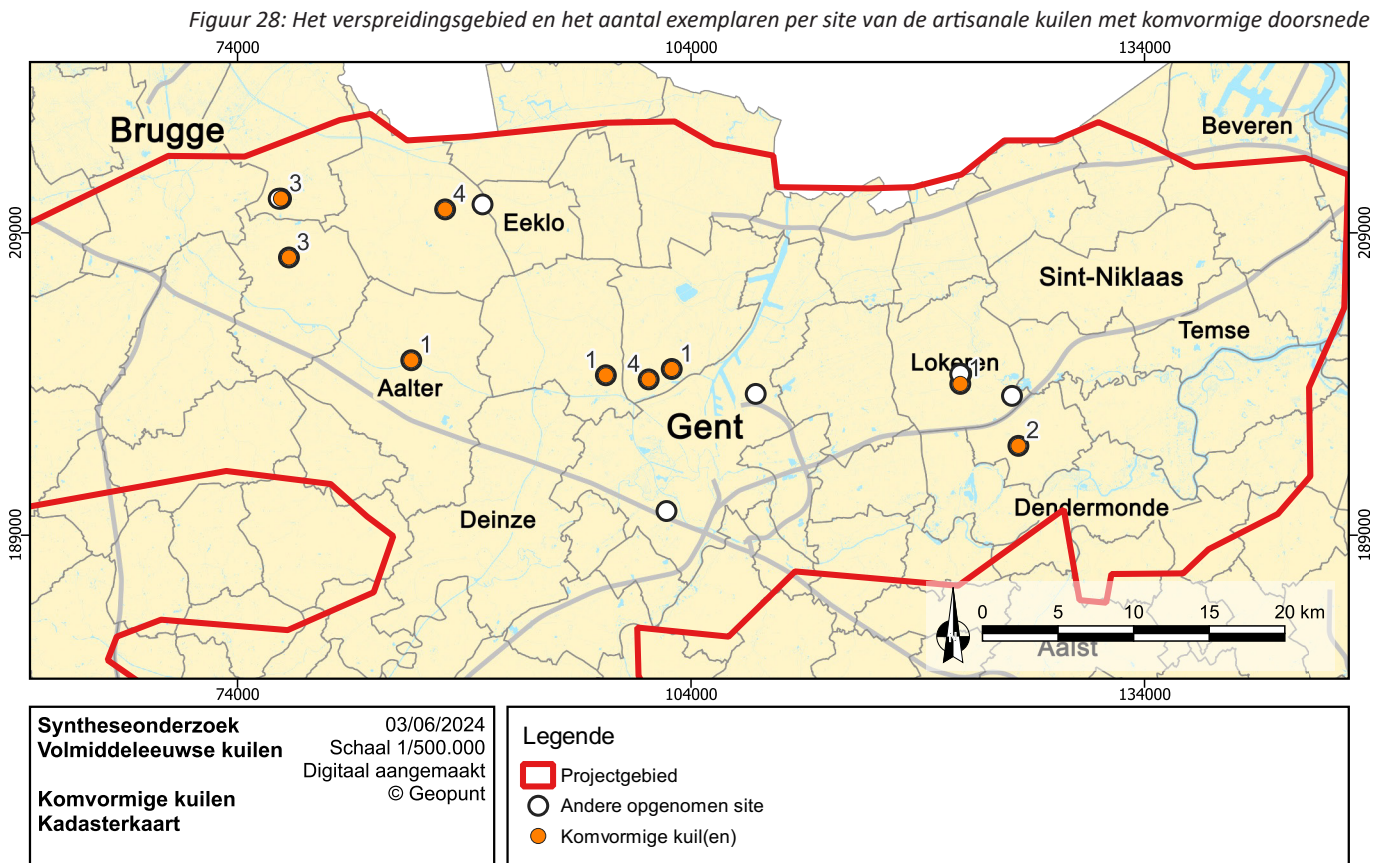 Figuur 28: Het verspreidingsgebied en het aantal exemplaren per site van de artisanale kuilen met komvormige doorsnede
74000 104000 134000
Brugge
Beveren
3
4
Eeklo
209000
209000
3
Sint-Niklaas
Temse
1
Aalter
1 4 1
Lokeren
1
Gent
2
Dendermonde
Deinze
189000
189000
0 5 10 15 20 km
N
Aalst
74000 104000 134000
Syntheseonderzoek
Volmiddeleeuwse kuilen
Komvormige kuilen
Kadasterkaart
03/06/2024
Schaal 1/500.000
Digitaal aangemaakt
© Geopunt
Legende
Projectgebied
Andere opgenomen site
Komvormige kuil(en)